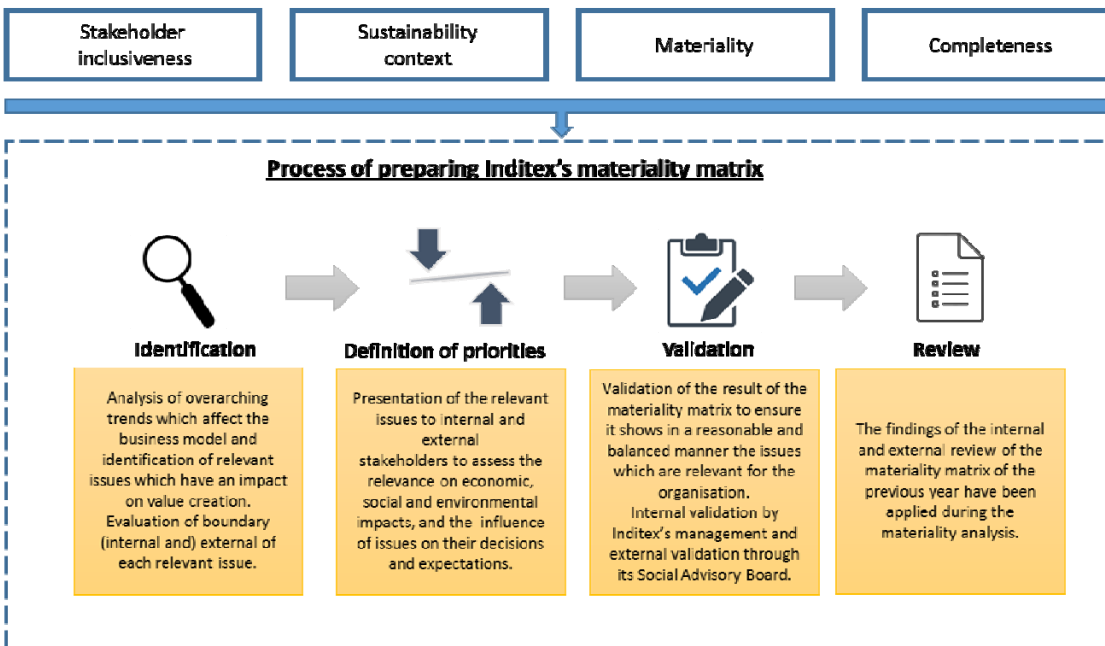 Stakeholder
inclusiveness
Sustainability
context
Materiality
Completeness
Process of preparing Inditex's materiality matrix
Identification
Definition of priorities
Validation
Review
Analysis of overarching
trends which affect the
business model and
identification of relevant
issues which have an impact
on value creation.
Evaluation of boundary
(internal and) external of
each relevant issue.
Presentation of the relevant
issues to internal and
external
stakeholders to assess the
relevance on economic,
social and environmental
impacts, and the influence
of issues on their decisions
and expectations.
Validation of the result of the
materiality matrix to ensure
it shows in a reasonable and
balanced manner the issues
which are relevant for the
organisation.
Internal validation by
Inditex's management and
external validation through
its Social Advisory Board.
The findings of the internal
and external review of the
materiality matrix of the
previous year have been
applied during the
materiality analysis.